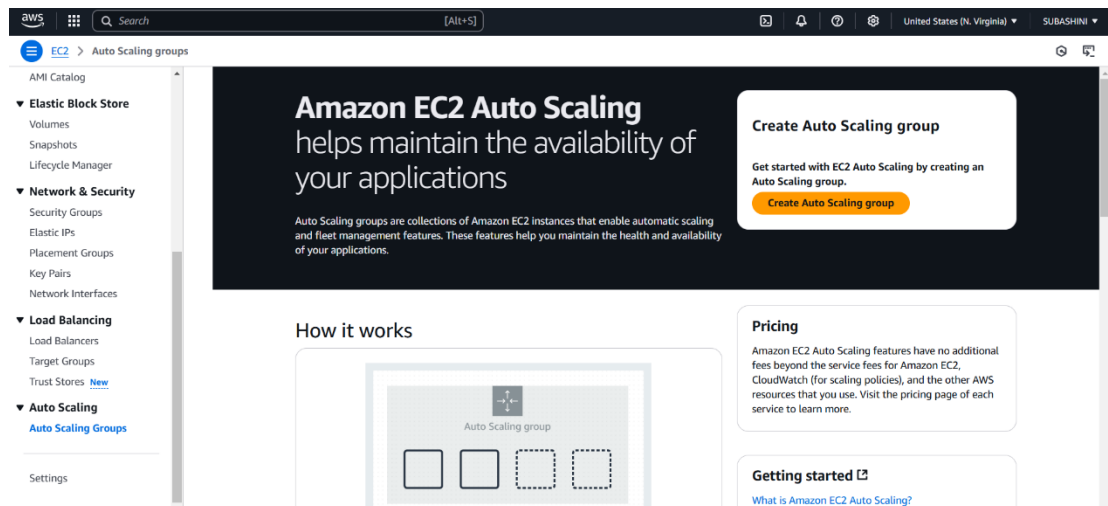 aws
Search
[Alt+S]
United States (N. Virginia)
SUBASHINI
EC2 > Auto Scaling groups
AMI Catalog
Elastic Block Store
Volumes
Snapshots
Lifecycle Manager
Network & Security
Security Groups
Elastic IPs
Placement Groups
Key Pairs
Network Interfaces
Load Balancing
Load Balancers
Target Groups
Trust Stores New
Auto Scaling
Auto Scaling Groups
Settings
Amazon EC2 Auto Scaling
helps maintain the availability of
your applications
Auto Scaling groups are collections of Amazon EC2 instances that enable automatic scaling
and fleet management features. These features help you maintain the health and availability
of your applications.
Create Auto Scaling group
Get started with EC2 Auto Scaling by creating an
Auto Scaling group.
Create Auto Scaling group
How it works
Auto Scaling group
Pricing
Amazon EC2 Auto Scaling features have no additional
fees beyond the service fees for Amazon EC2,
CloudWatch (for scaling policies), and the other AWS
resources that you use. Visit the pricing page of each
service to learn more.
Getting started
What is Amazon EC2 Auto Scaling?